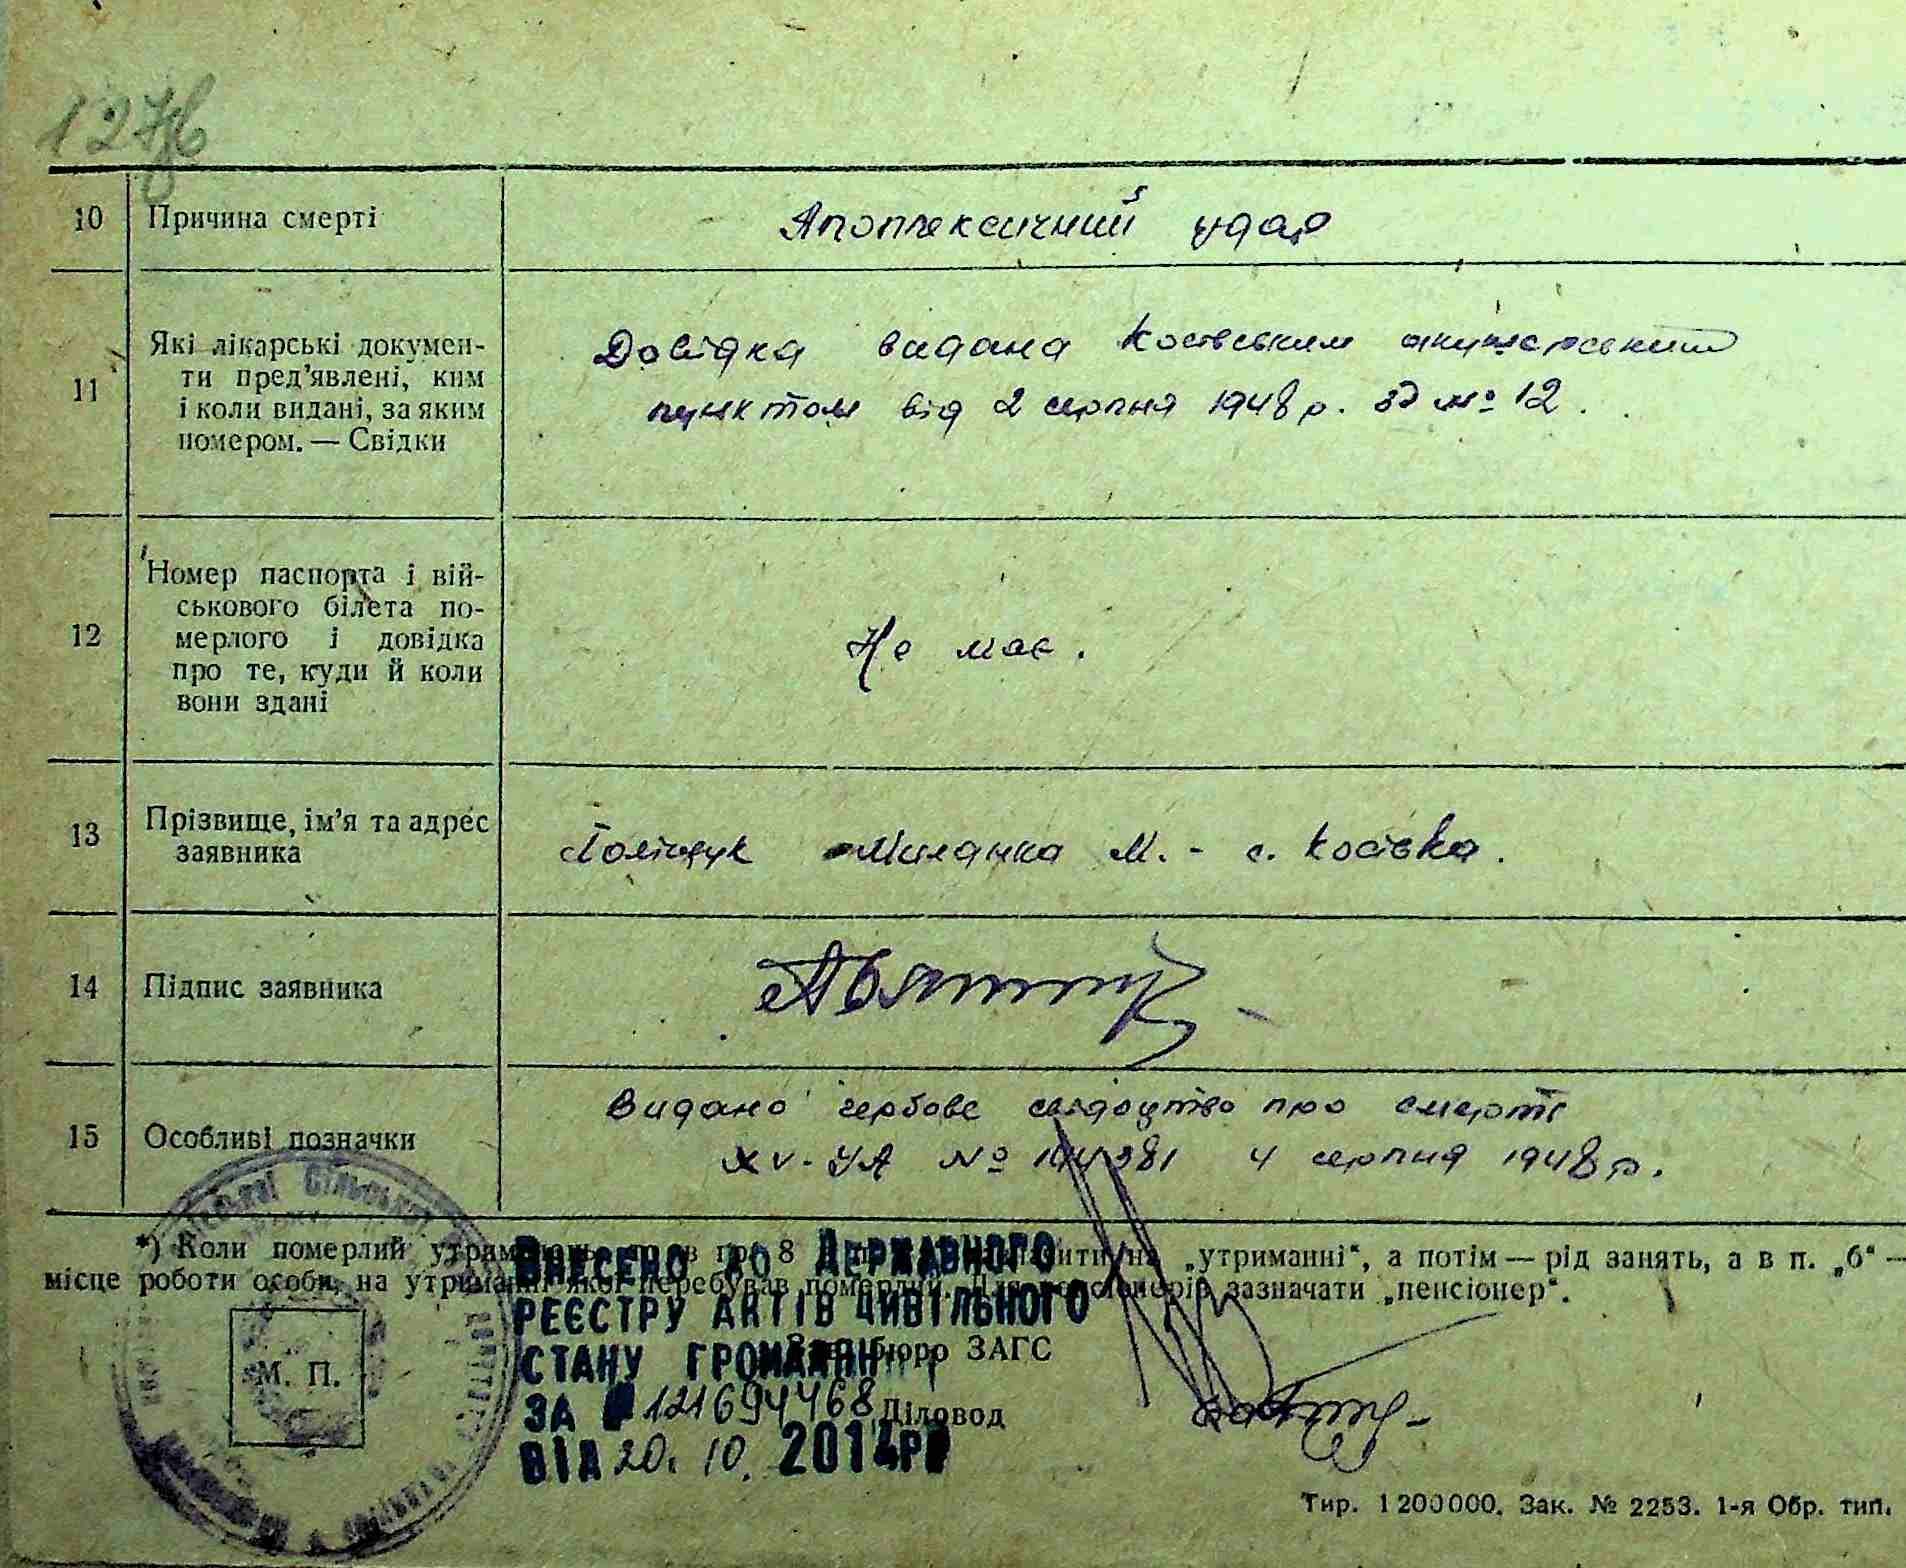 10 Причина смерті Апоплексичний удар
11 Які лікарські докумен-
ти пред’явлені, ким
і коли видані, за яким
номером. — Свідки
Довідка видана Косівським акушерським
пунктом від 2 серпня 1948 р. за № 12.
12 Номер паспорта і вій-
ськового білета по-
мерлого і довідка
про те, куди й коли
вони здані
Не має.
13 Прізвище, ім’я та адрес
заявника
Поліщук Миланка М. - с. Косівка.
14 Підпис заявника
15 Особливі позначки
Видано гербове свідоцтво про смерть
XV-УА № 194381 4 серпня 1948 р.
*) Коли померлий в гр. 8 на „утриманні“, а потім — рід занять, а в п. „б“ —
місце роботи особи, на утриманні якої перебував померлий. Для пенсіонерів зазначати „пенсіонер“.
Внесено до Державного
реєстру актів цивільного
стану громадян
за № 121694468
від 20. 10. 2014р
бюро ЗАГС
Діловод
М. П.
Тир. 1200000. Зак. № 2253. 1-я Обр. тип.